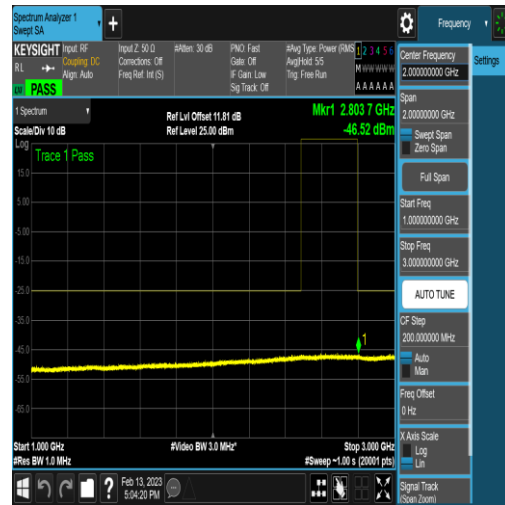 Spectrum Analyzer 1
Swept SA
+
Frequency
KEYSIGHT
RL
Input: RF
Coupling: DC
Align: Auto
Input Z: 50 Ω
Corrections: Off
Freq Ref: Int (S)
#Atten: 30 dB
PNO: Fast
Gate: Off
IF Gain: Low
Sig Track: Off
#Avg Type: Power (RMS
Avg|Hold: 5/5
Trig: Free Run
1 2 3 4 5 6
M W W W W W
A A A A A A
PASS
1 Spectrum
Scale/Div 10 dB
Ref Lvl Offset 11.81 dB
Ref Level 25.00 dBm
Mkr1 2.803 7 GHz
-46.52 dBm
Log
Trace 1 Pass
15.0
5.00
-5.00
-15.0
-25.0
-35.0
-45.0
-55.0
-65.0
1
Start 1.000 GHz
#Res BW 1.0 MHz
#Video BW 3.0 MHz*
Stop 3.000 GHz
#Sweep ~1.00 s (20001 pts)
?
Feb 13, 2023
5:04:20 PM
Center Frequency
2.000000000 GHz
Settings
Span
2.00000000 GHz
Swept Span
Zero Span
Full Span
Start Freq
1.000000000 GHz
Stop Freq
3.000000000 GHz
AUTO TUNE
CF Step
200.000000 MHz
Auto
Man
Freq Offset
0 Hz
X Axis Scale
Log
Lin
Signal Track
(Span Zoom)